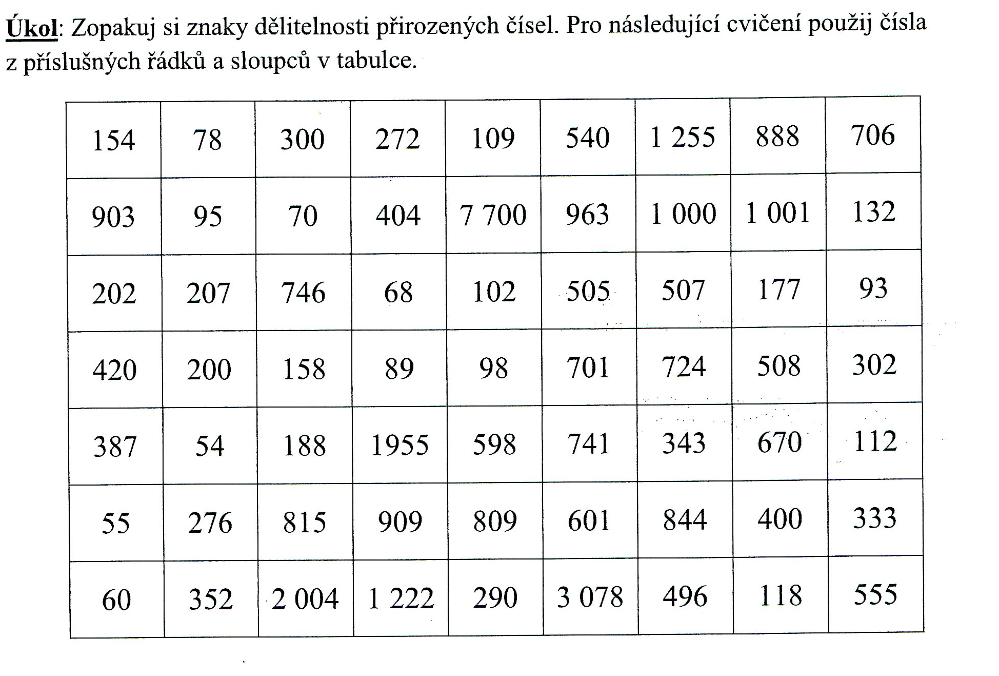 Úkol: Zopakuj si znaky dělitelnosti přirozených čísel. Pro následující cvičení použij čísla
z příslušných řádků a sloupců v tabulce.
154 78 300 272 109 540 1 255 888 706
903 95 70 404 7 700 963 1 000 1 001 132
202 207 746 68 102 505 507 177 93
420 200 158 89 98 701 724 508 302
387 54 188 1955 598 741 343 670 112
55 276 815 909 809 601 844 400 333
60 352 2 004 1 222 290 3 078 496 118 555